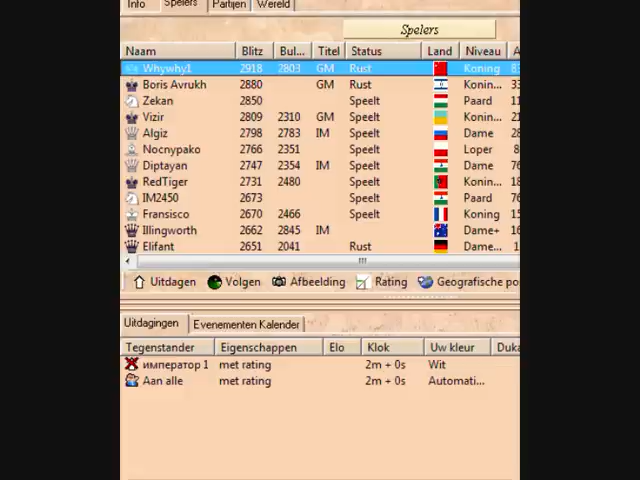 Info Spelers Partijen Wereld
Spelers
Naam Blitz Bul... Titel Status Land Niveau A
Whywhy1 2918 2803 GM Rust Koning
Boris Avrukh 2880 GM Rust Konin...
Zekan 2850 Speelt Paard
Vizir 2809 2310 GM Speelt Konin...
Algiz 2798 2783 IM Speelt Dame
Nocnypako 2766 2351 Speelt Loper
Diptayan 2747 2354 IM Speelt Dame
RedTiger 2731 2480 Speelt Konin...
IM2450 2673 Speelt Paard
Fransisco 2670 2466 Speelt Koning
Illingworth 2662 2845 IM Dame+
Elifant 2651 2041 Rust Dame...
Uitdagen Volgen Afbeelding Rating Geografische po
Uitdagingen Evenementen Kalender
Tegenstander Eigenschappen Elo Klok Uw kleur Duka
император 1 met rating 2m + 0s Wit
Aan alle met rating 2m + 0s Automati...